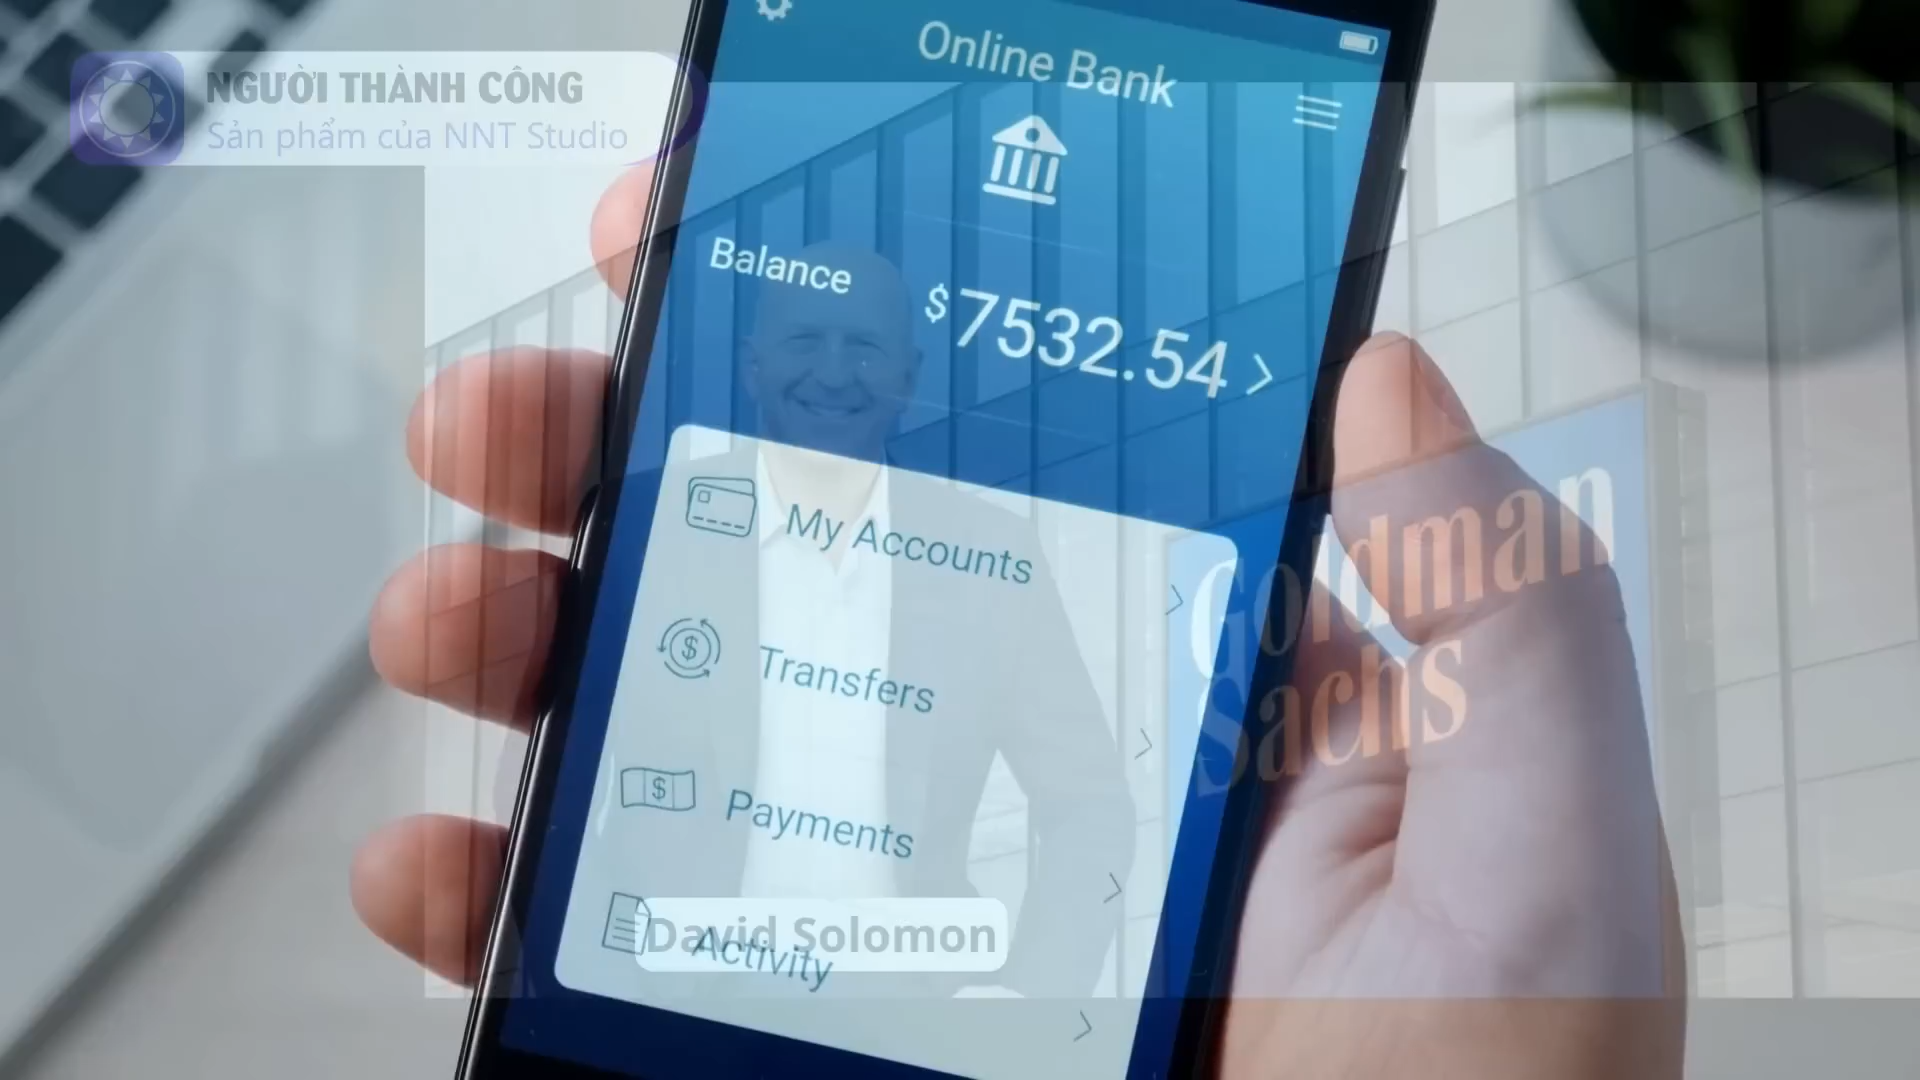 NGƯỜI THÀNH CÔNG
Sản phẩm của NNT Studio
Online Bank
Balance
$7532.54
My Accounts
Transfers
Payments
Activity
Goldman
Sachs
David Solomon